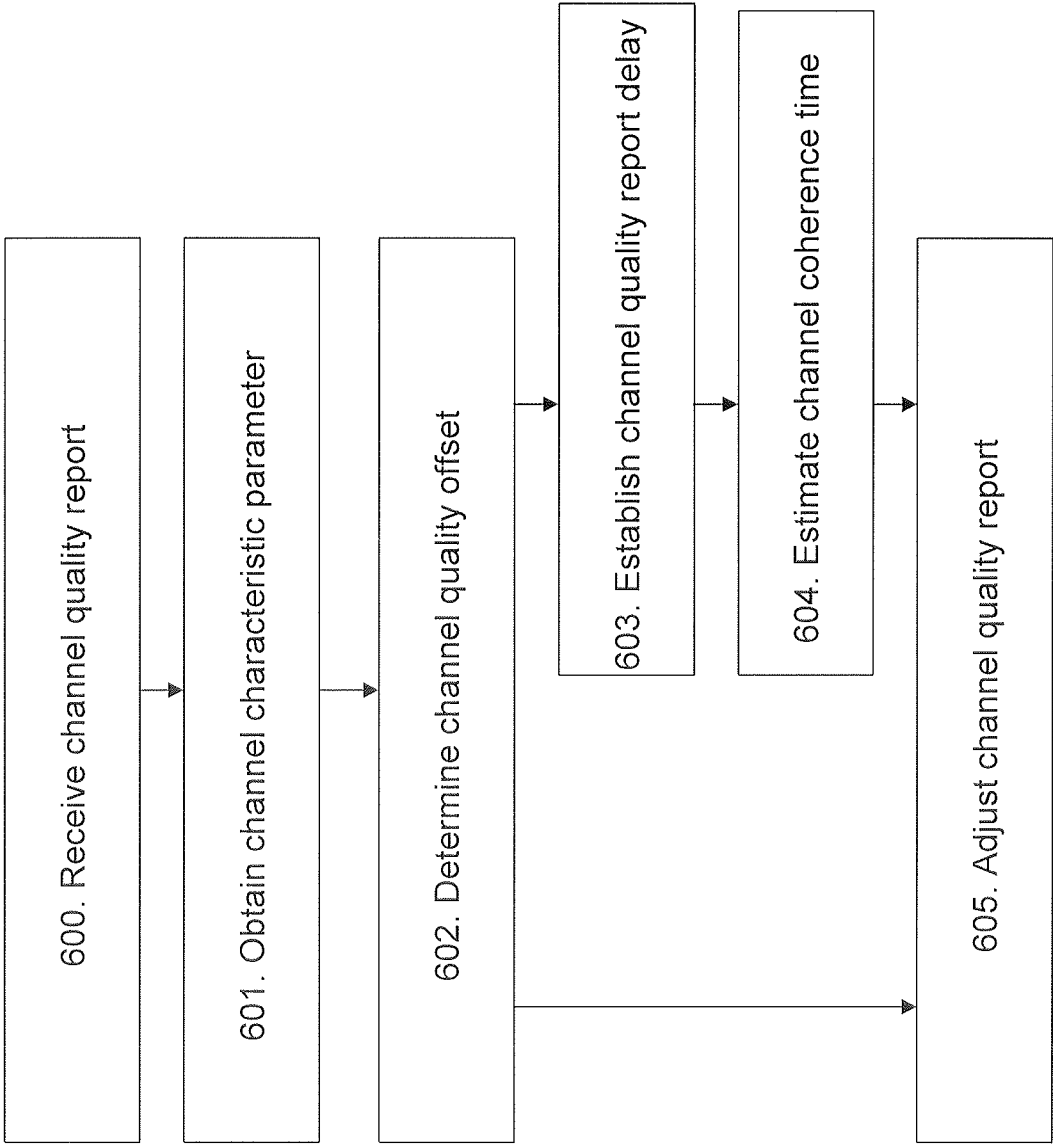 600. Receive channel quality report
601. Obtain channel characteristic parameter
602. Determine channel quality offset
603. Establish channel quality report delay
604. Estimate channel coherence time
605. Adjust channel quality report